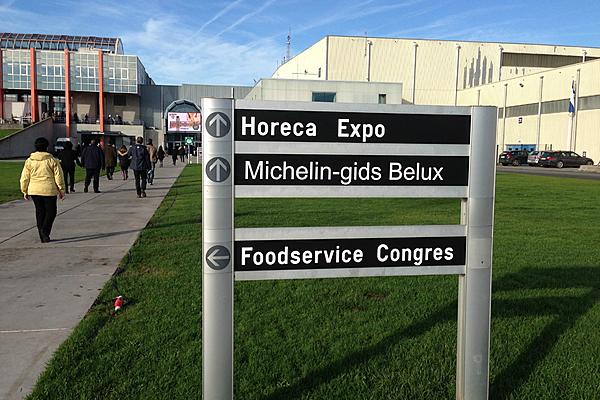 Horeca Expo
Michelin-gids Belux
Foodservice Congres